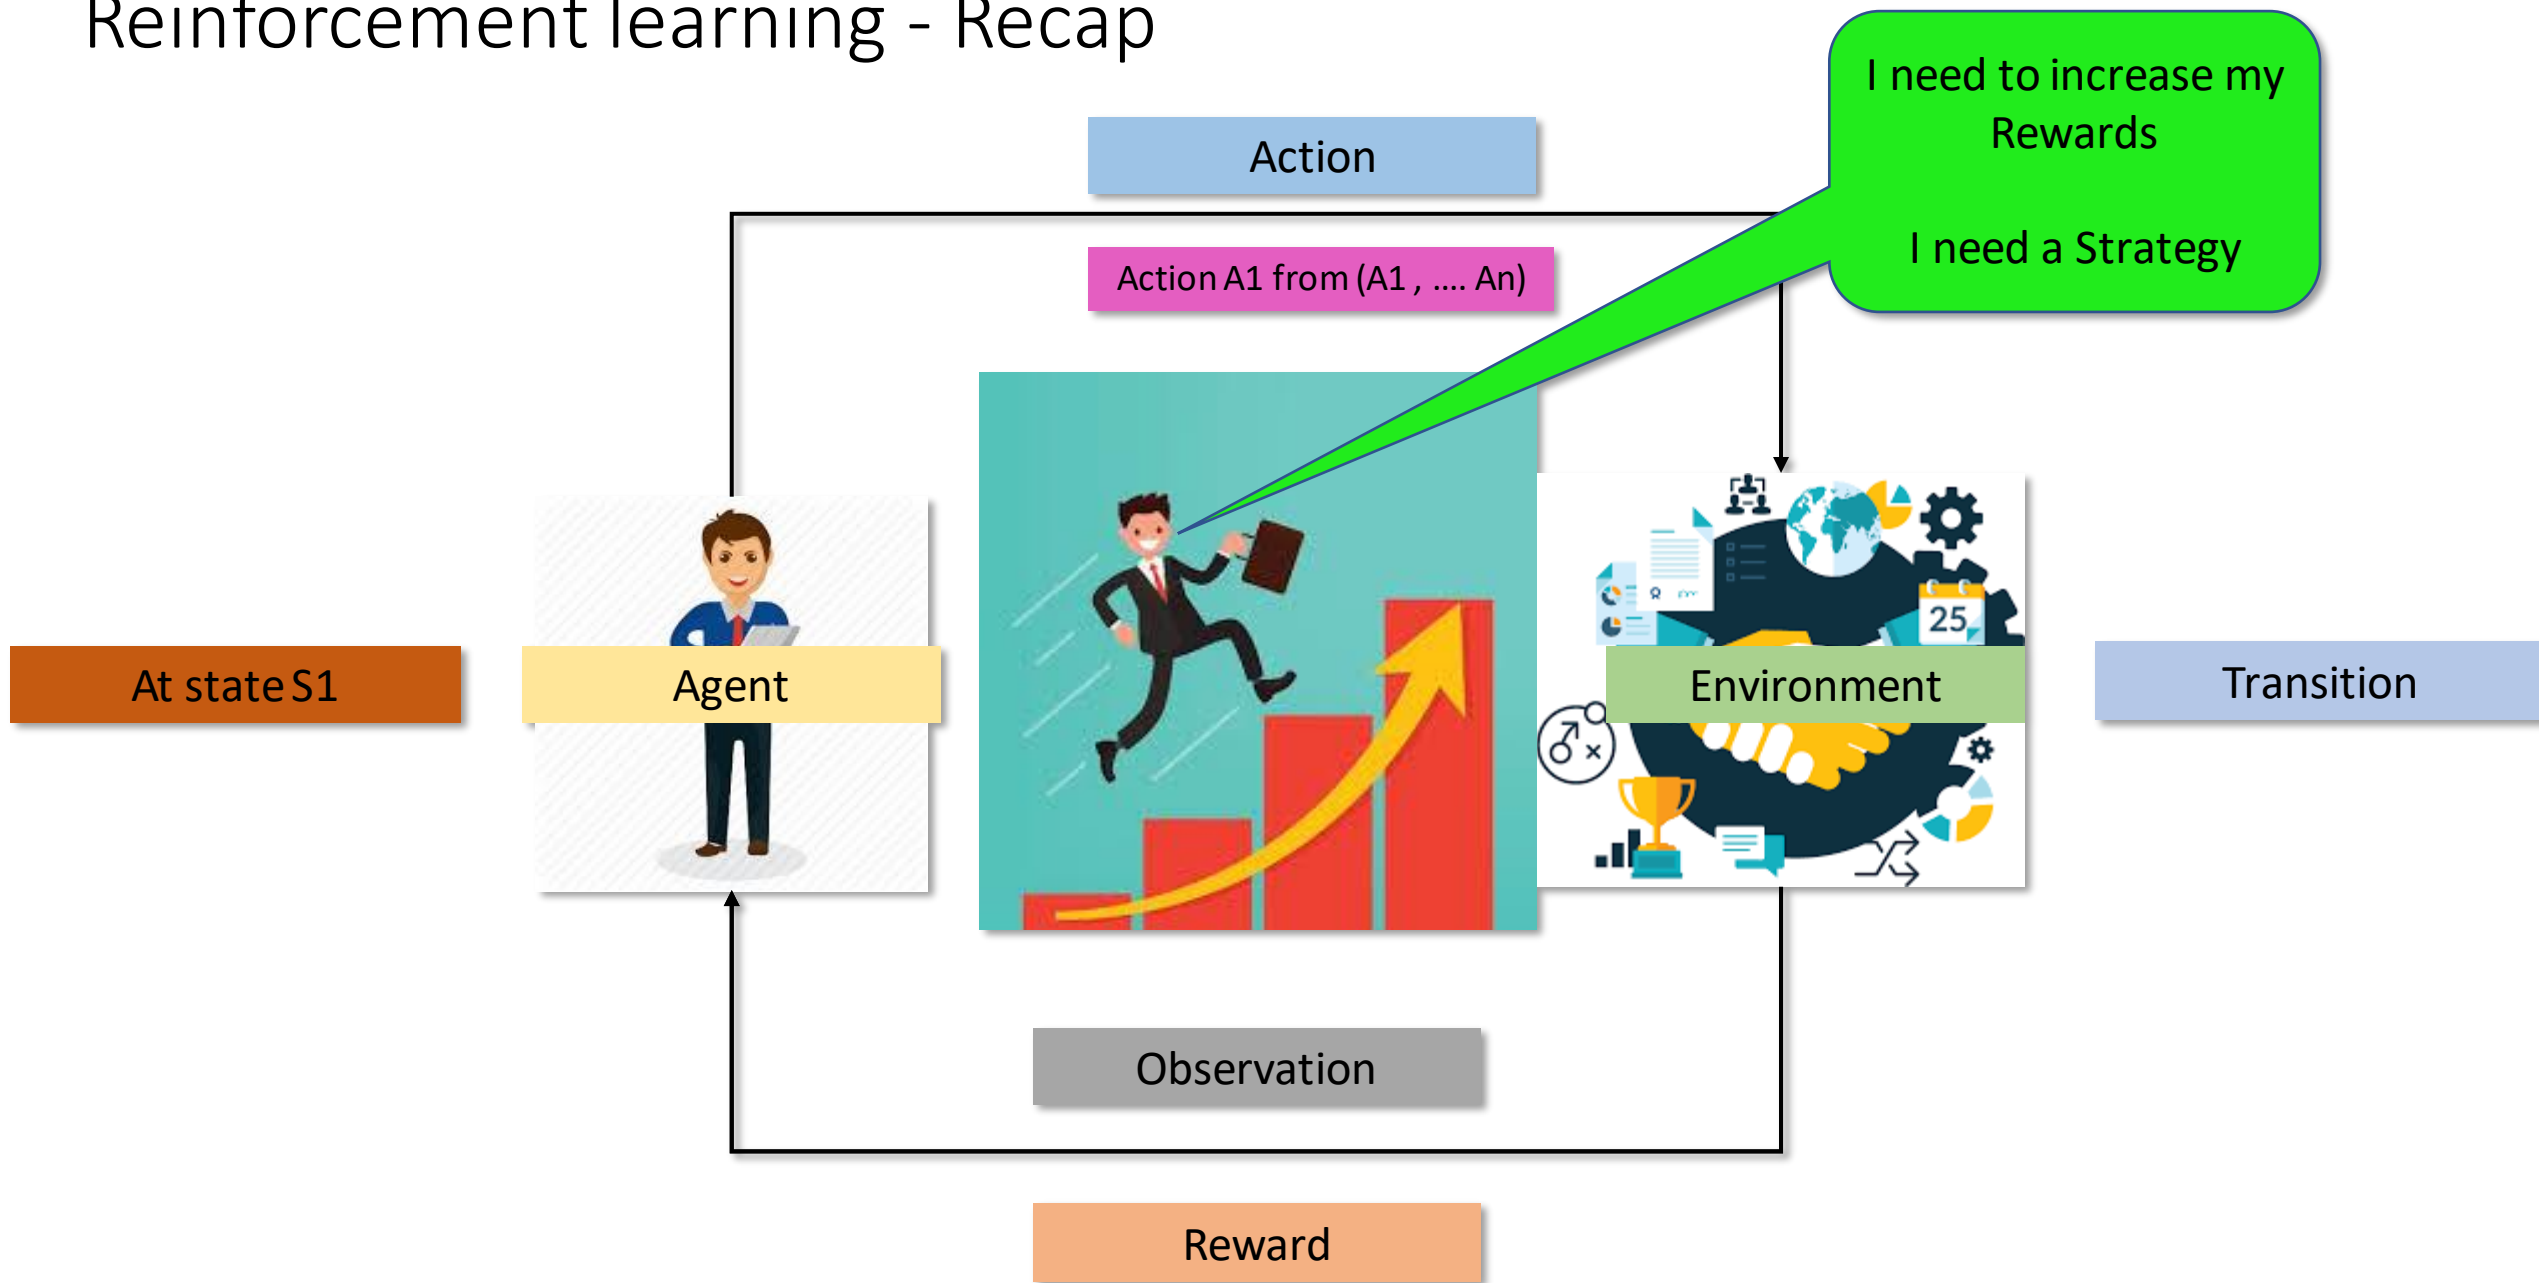 Reinforcement learning - Recap
I need to increase my
Rewards
I need a Strategy
Action
Action A1 from (A1 , .... An)
25
At state S1
Agent
Environment
Transition
Observation
Reward